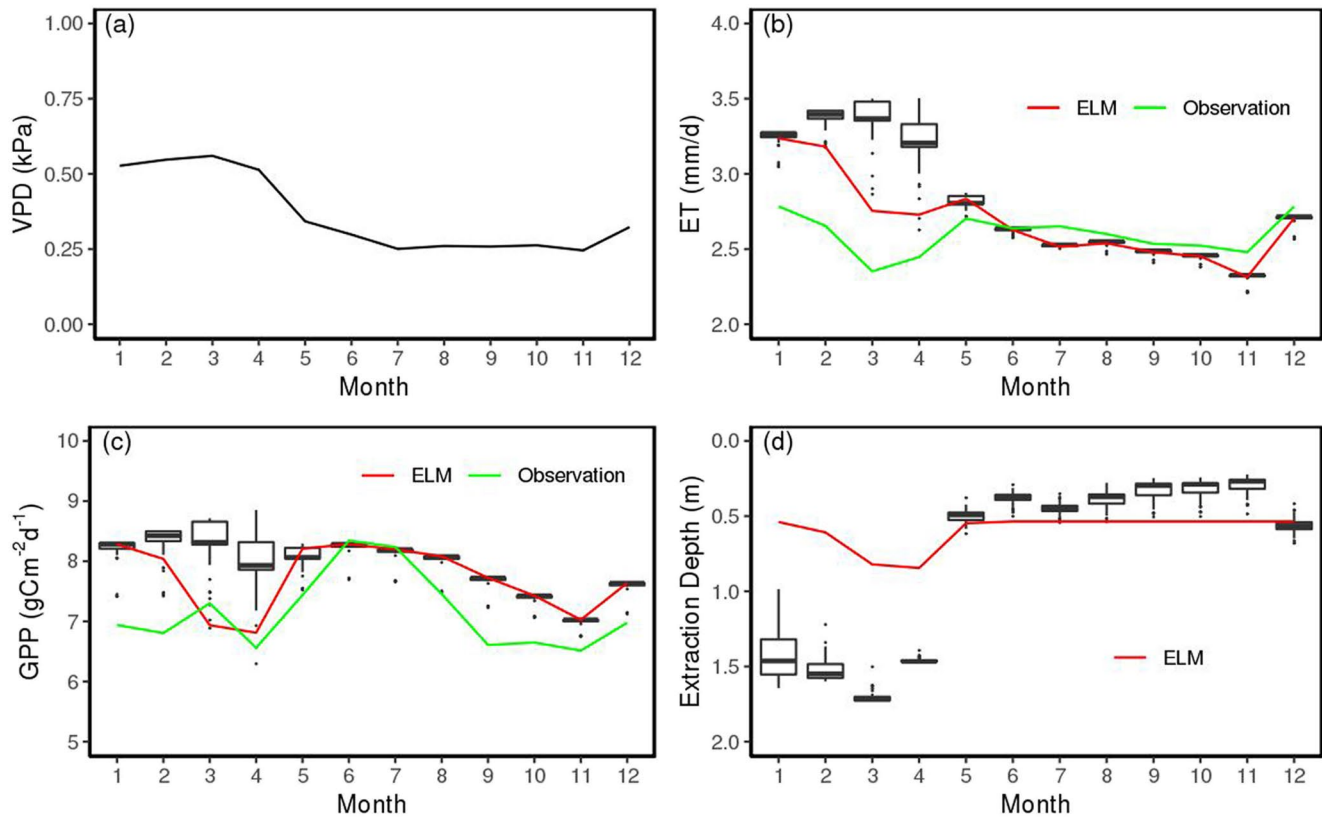 (a)
VPD (kPa)
1.00
0.75
0.50
0.25
0.00
1 2 3 4 5 6 7 8 9 10 11 12
Month
(b)
ET (mm/d)
4.0
3.5
3.0
2.5
2.0
ELM Observation
1 2 3 4 5 6 7 8 9 10 11 12
Month
(c)
GPP (gCm⁻²d⁻¹)
10
9
8
7
6
5
ELM Observation
1 2 3 4 5 6 7 8 9 10 11 12
Month
(d)
Extraction Depth (m)
0.0
0.5
1.0
1.5
2.0
ELM
1 2 3 4 5 6 7 8 9 10 11 12
Month